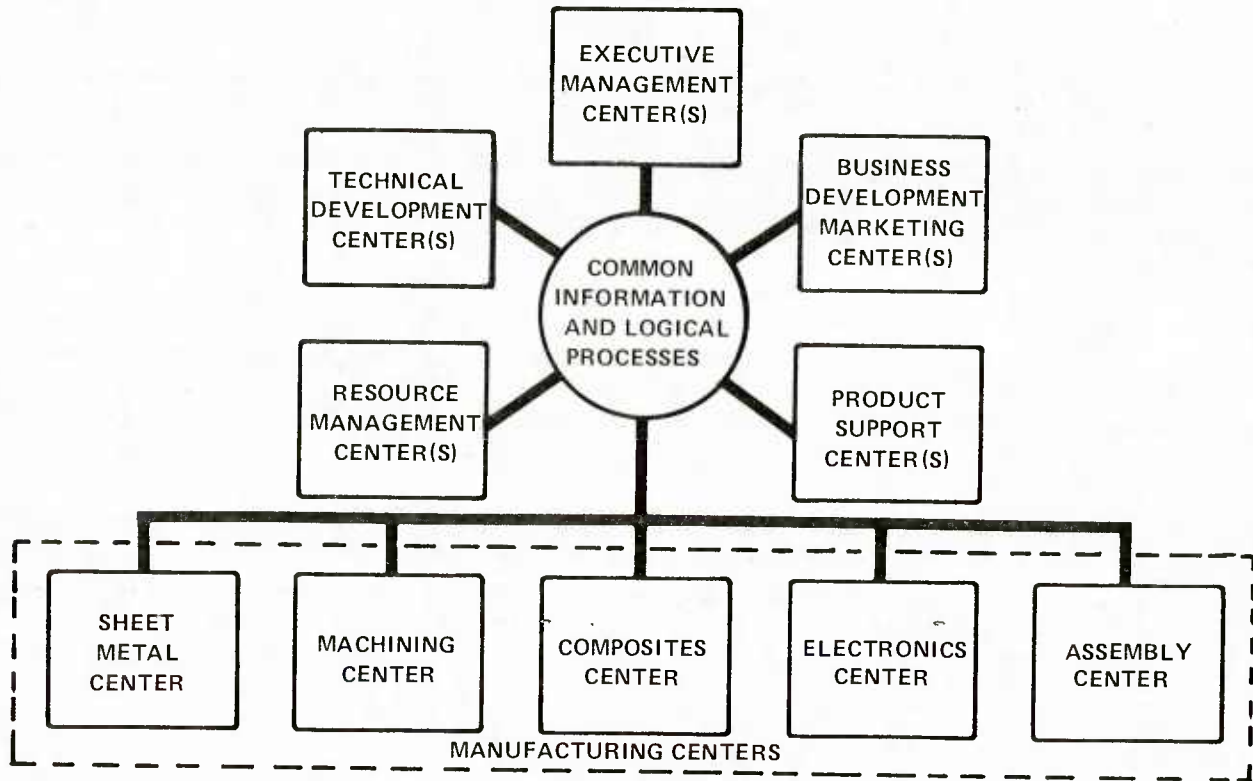 EXECUTIVE
MANAGEMENT
CENTER(S)
TECHNICAL
DEVELOPMENT
CENTER(S)
BUSINESS
DEVELOPMENT
MARKETING
CENTER(S)
COMMON
INFORMATION
AND LOGICAL
PROCESSES
RESOURCE
MANAGEMENT
CENTER(S)
PRODUCT
SUPPORT
CENTER(S)
SHEET
METAL
CENTER
MACHINING
CENTER
COMPOSITES
CENTER
ELECTRONICS
CENTER
ASSEMBLY
CENTER
MANUFACTURING CENTERS